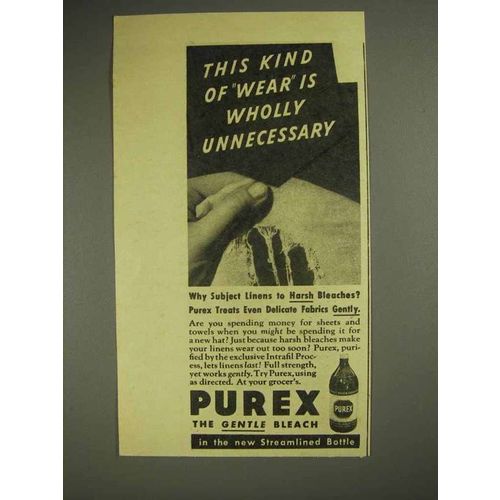 THIS KIND
OF "WEAR" IS
WHOLLY
UNNECESSARY
Why Subject Linens to Harsh Bleaches?
Purex Treats Even Delicate Fabrics Gently.
Are you spending money for sheets and
towels when you might be spending it for
a new hat? Just because harsh bleaches make
your linens wear out too soon? Purex, puri-
fied by the exclusive Intrafil Proc-
ess, lets linens last! Full strength,
yet works gently. Try Purex, using
as directed. At your grocer's.
PUREX
THE GENTLE BLEACH
PUREX
in the new Streamlined Bottle